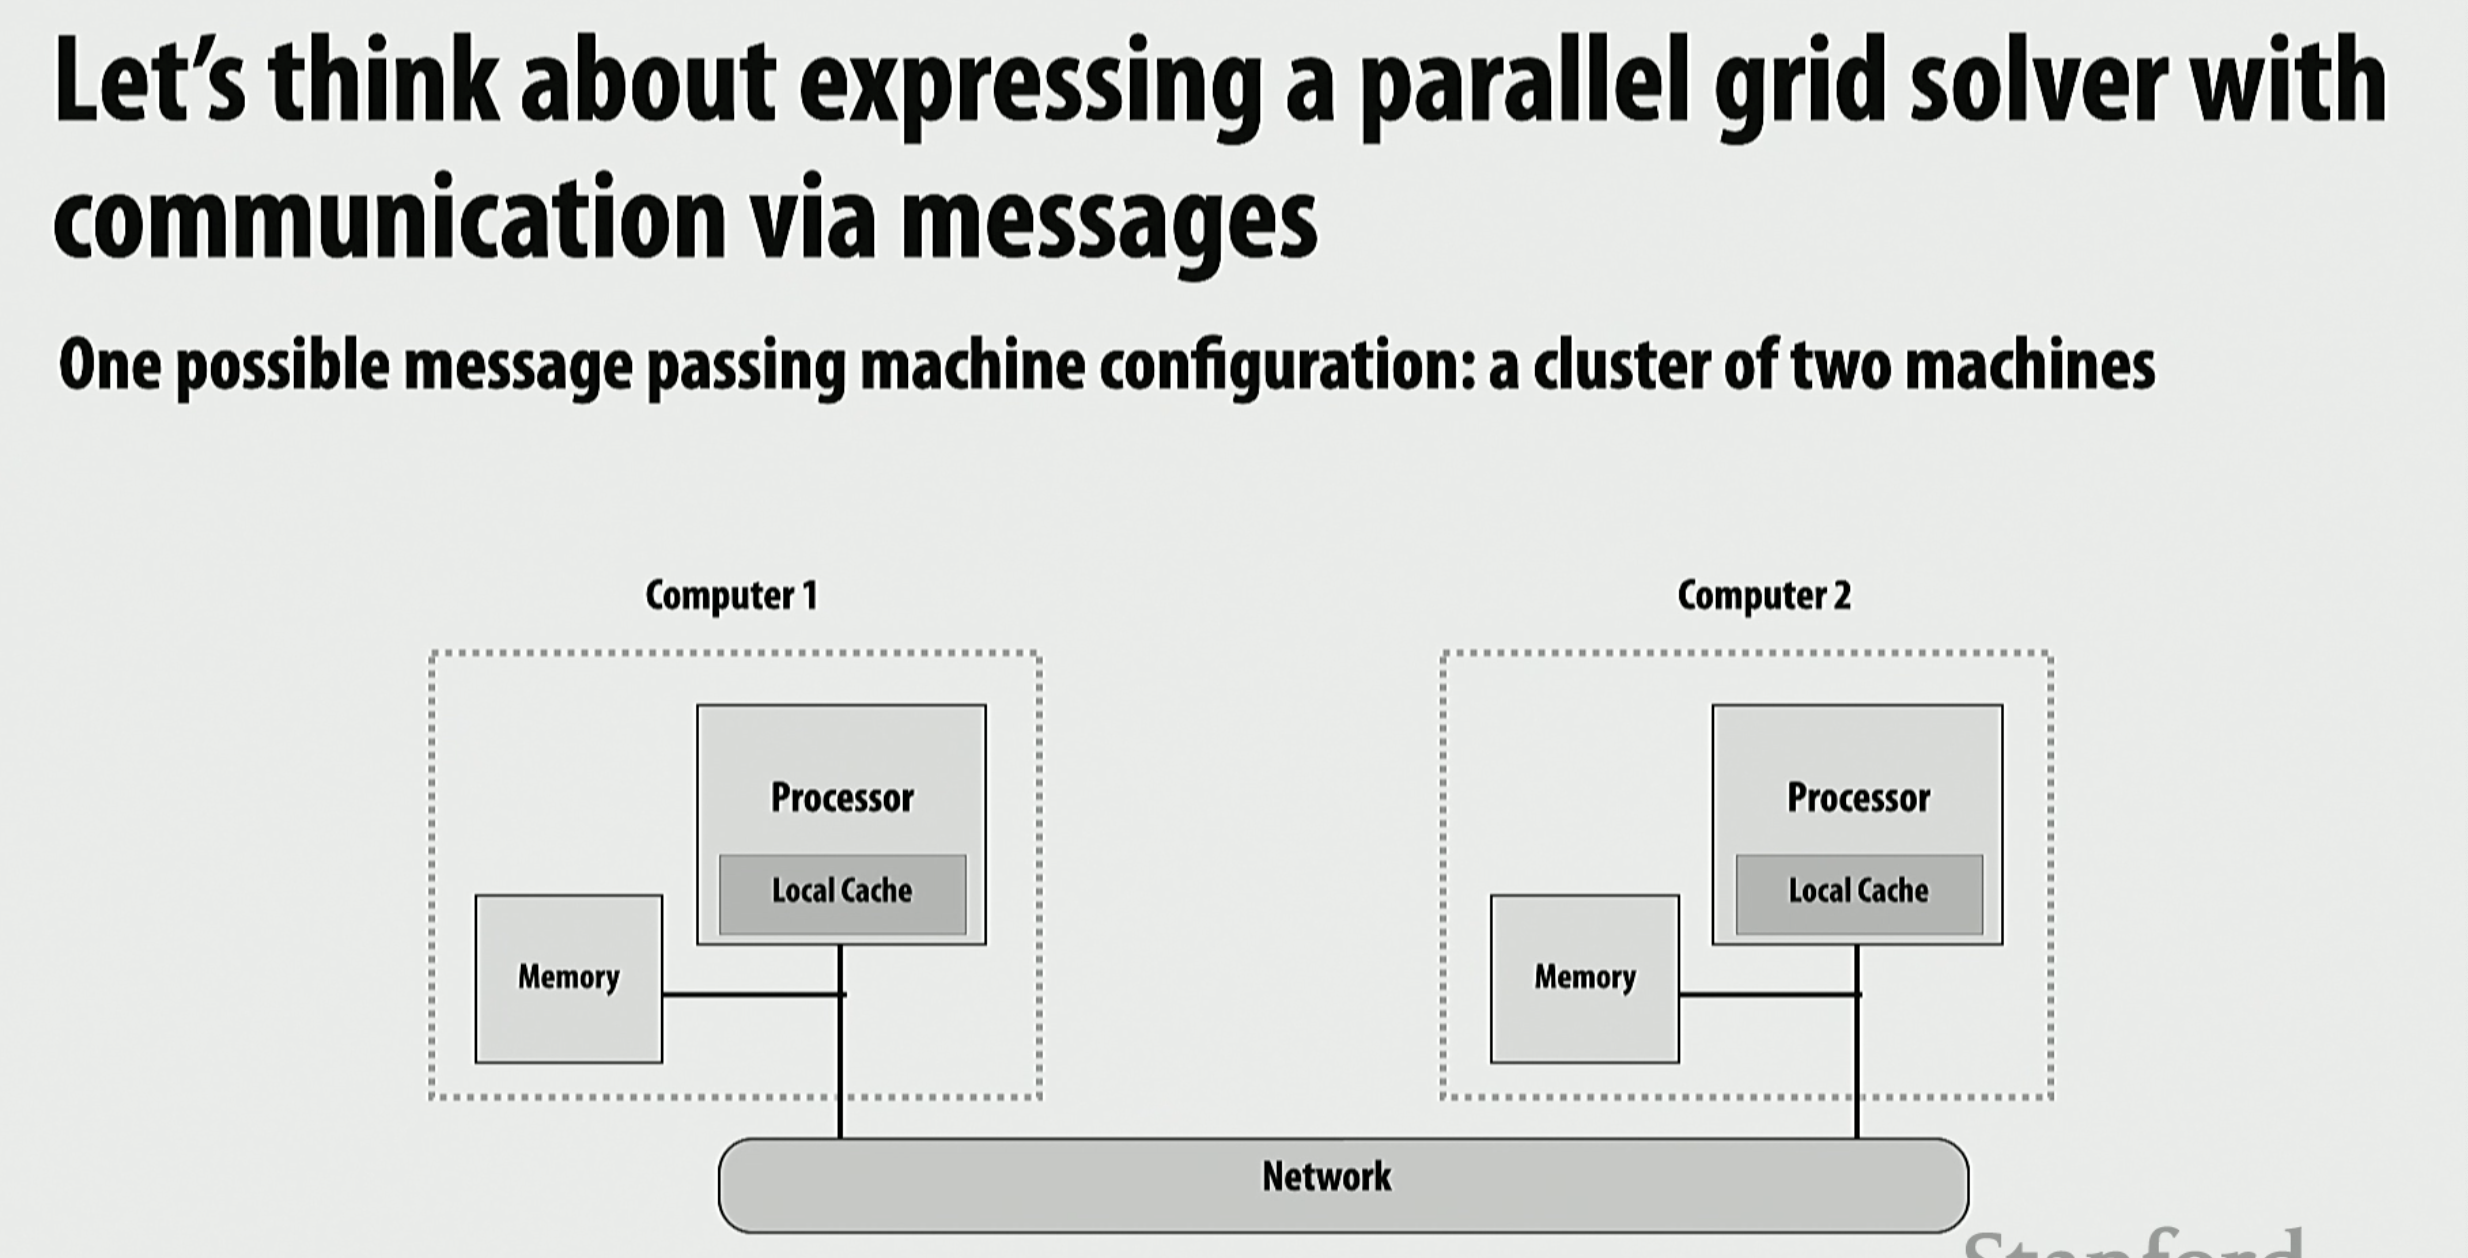 Let's think about expressing a parallel grid solver with
communication via messages
One possible message passing machine configuration: a cluster of two machines
Computer 1
Computer 2
Processor
Processor
Local Cache
Local Cache
Memory
Memory
Network
Stanford